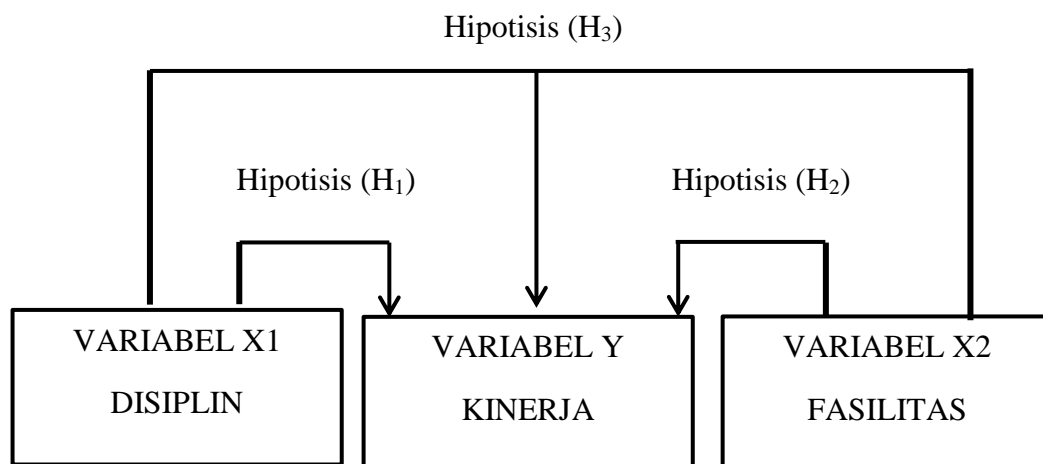 Hipotisis (H₃)
Hipotisis (H₁)
Hipotisis (H₂)
VARIABEL X1
DISIPLIN
VARIABEL Y
KINERJA
VARIABEL X2
FASILITAS